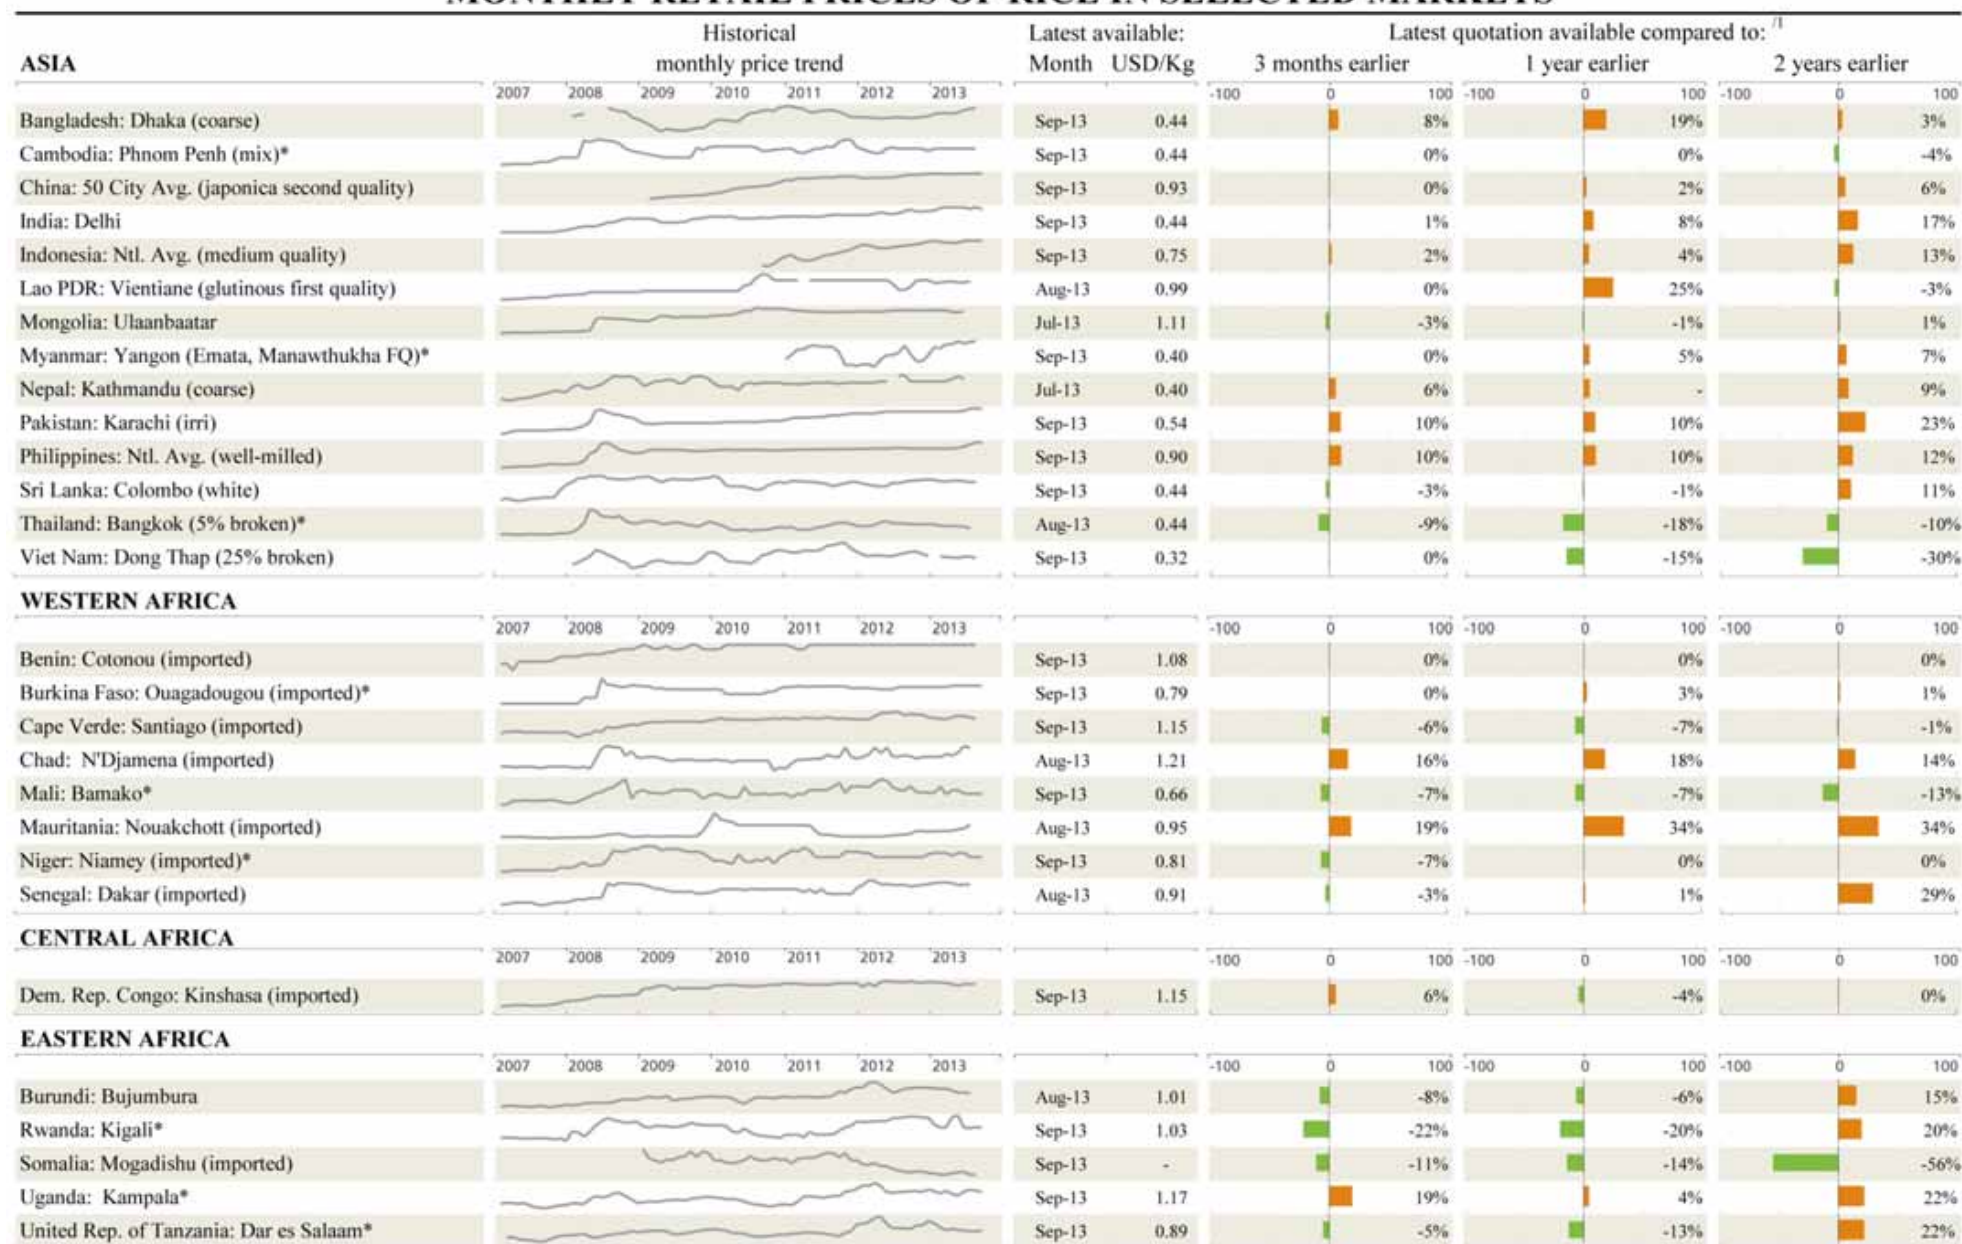 MONTHLY RETAIL PRICES OF RICE IN SELECTED MARKETS
Historical Latest available: Latest quotation available compared to: /1
ASIA monthly price trend Month USD/Kg 3 months earlier 1 year earlier 2 years earlier
2007 2008 2009 2010 2011 2012 2013 -100 0 100 -100 0 100 -100 0 100
Bangladesh: Dhaka (coarse) Sep-13 0.44 8% 19% 3%
Cambodia: Phnom Penh (mix)* Sep-13 0.44 0% 0% -4%
China: 50 City Avg. (japonica second quality) Sep-13 0.93 0% 2% 6%
India: Delhi Sep-13 0.44 1% 8% 17%
Indonesia: Ntl. Avg. (medium quality) Sep-13 0.75 2% 4% 13%
Lao PDR: Vientiane (glutinous first quality) Aug-13 0.99 0% 25% -3%
Mongolia: Ulaanbaatar Jul-13 1.11 -3% -1% 1%
Myanmar: Yangon (Emata, Manawthukha FQ)* Sep-13 0.40 0% 5% 7%
Nepal: Kathmandu (coarse) Jul-13 0.40 6% - 9%
Pakistan: Karachi (irri) Sep-13 0.54 10% 10% 23%
Philippines: Ntl. Avg. (well-milled) Sep-13 0.90 10% 10% 12%
Sri Lanka: Colombo (white) Sep-13 0.44 -3% -1% 11%
Thailand: Bangkok (5% broken)* Aug-13 0.44 -9% -18% -10%
Viet Nam: Dong Thap (25% broken) Sep-13 0.32 0% -15% -30%
WESTERN AFRICA
2007 2008 2009 2010 2011 2012 2013 -100 0 100 -100 0 100 -100 0 100
Benin: Cotonou (imported) Sep-13 1.08 0% 0% 0%
Burkina Faso: Ouagadougou (imported)* Sep-13 0.79 0% 3% 1%
Cape Verde: Santiago (imported) Sep-13 1.15 -6% -7% -1%
Chad: N'Djamena (imported) Aug-13 1.21 16% 18% 14%
Mali: Bamako* Sep-13 0.66 -7% -7% -13%
Mauritania: Nouakchott (imported) Aug-13 0.95 19% 34% 34%
Niger: Niamey (imported)* Sep-13 0.81 -7% 0% 0%
Senegal: Dakar (imported) Aug-13 0.91 -3% 1% 29%
CENTRAL AFRICA
2007 2008 2009 2010 2011 2012 2013 -100 0 100 -100 0 100 -100 0 100
Dem. Rep. Congo: Kinshasa (imported) Sep-13 1.15 6% -4% 0%
EASTERN AFRICA
2007 2008 2009 2010 2011 2012 2013 -100 0 100 -100 0 100 -100 0 100
Burundi: Bujumbura Aug-13 1.01 -8% -6% 15%
Rwanda: Kigali* Sep-13 1.03 -22% -20% 20%
Somalia: Mogadishu (imported) Sep-13 - -11% -14% -56%
Uganda: Kampala* Sep-13 1.17 19% 4% 22%
United Rep. of Tanzania: Dar es Salaam* Sep-13 0.89 -5% -13% 22%